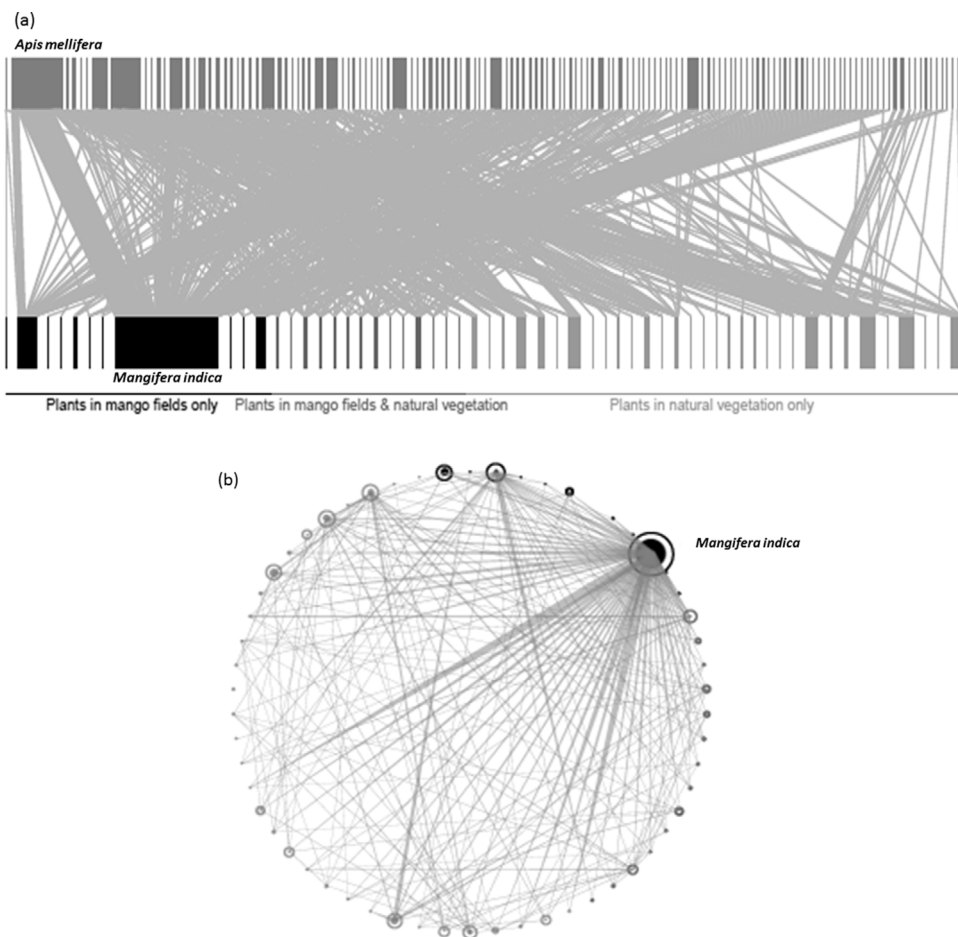 (a)
Apis mellifera
Mangifera indica
Plants in mango fields only
Plants in mango fields & natural vegetation
Plants in natural vegetation only
(b)
Mangifera indica